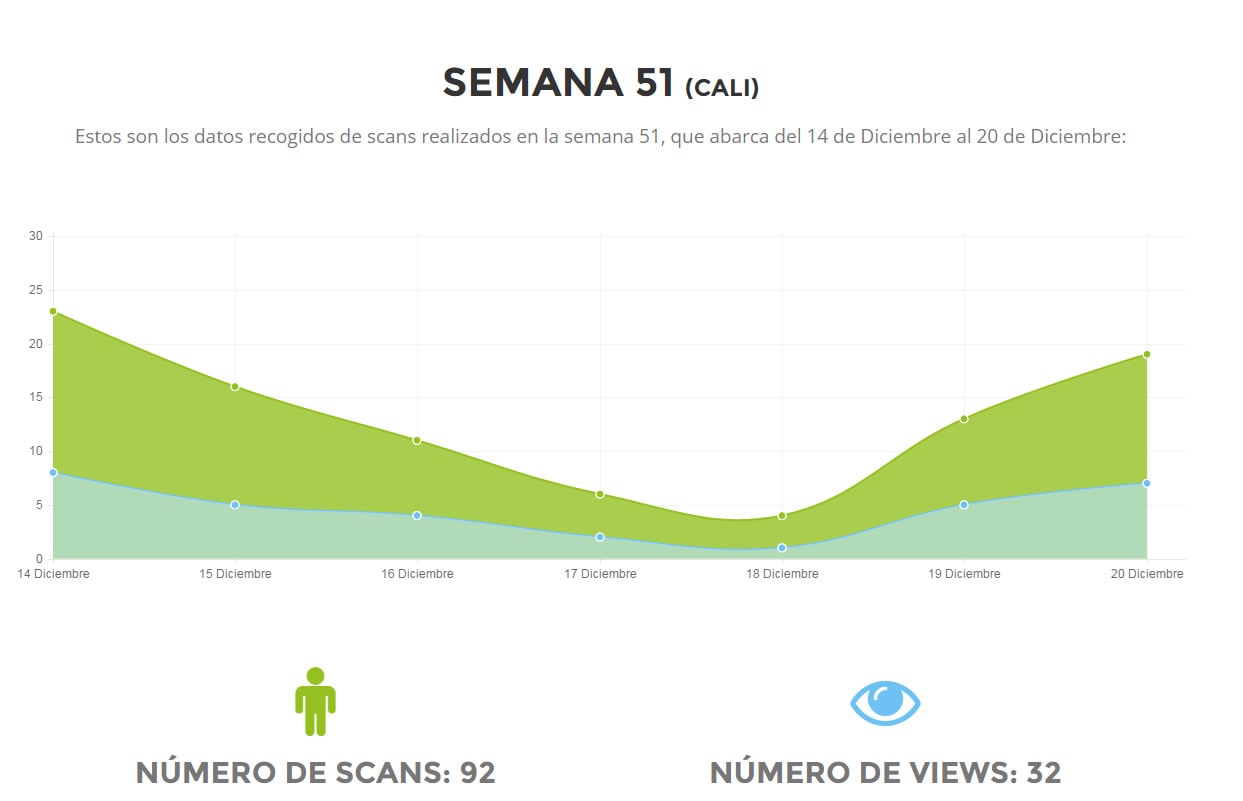 SEMANA 51 (CALI)
Estos son los datos recogidos de scans realizados en la semana 51, que abarca del 14 de Diciembre al 20 de Diciembre:
30
25
20
15
10
5
0
14 Diciembre 15 Diciembre 16 Diciembre 17 Diciembre 18 Diciembre 19 Diciembre 20 Diciembre
NÚMERO DE SCANS: 92 NÚMERO DE VIEWS: 32